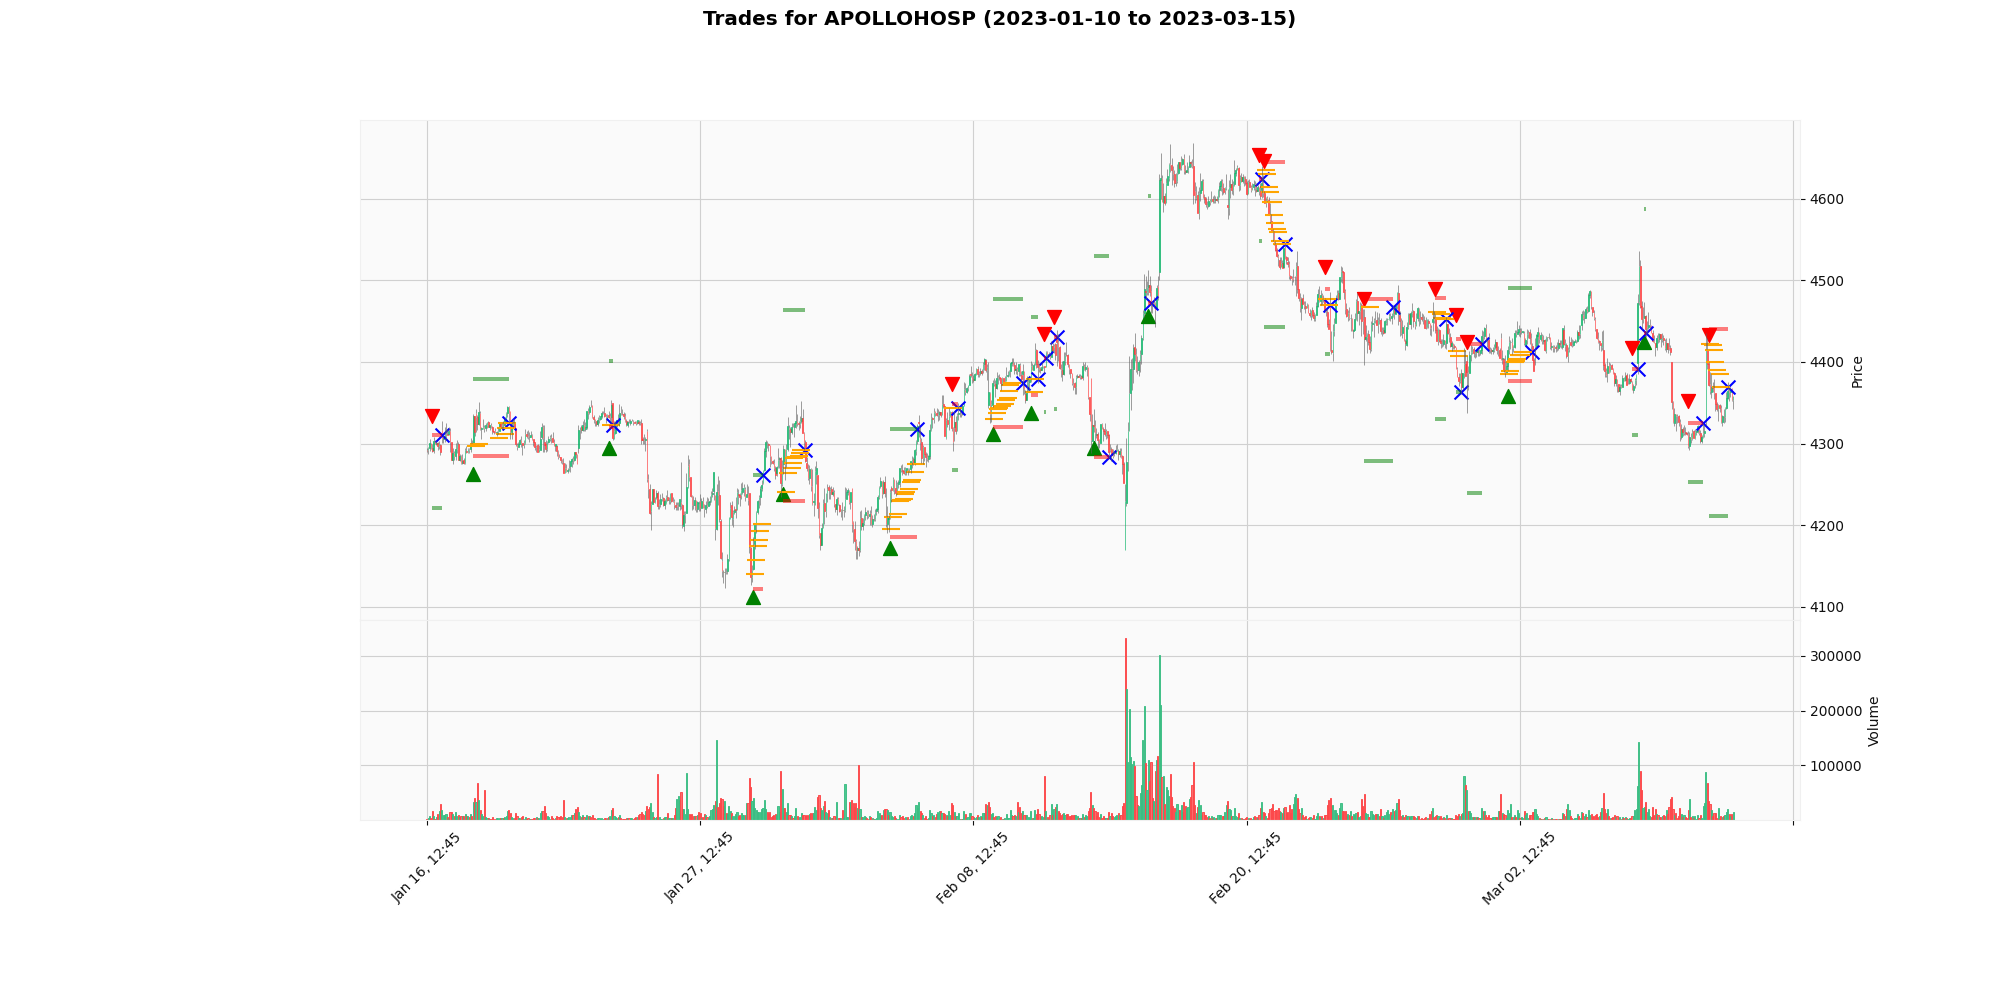 Trades for APOLLOHOSP (2023-01-10 to 2023-03-15)
4600
4500
4400
4300
4200
4100
Price
300000
200000
100000
Volume
Jan 16, 12:45
Jan 27, 12:45
Feb 08, 12:45
Feb 20, 12:45
Mar 02, 12:45